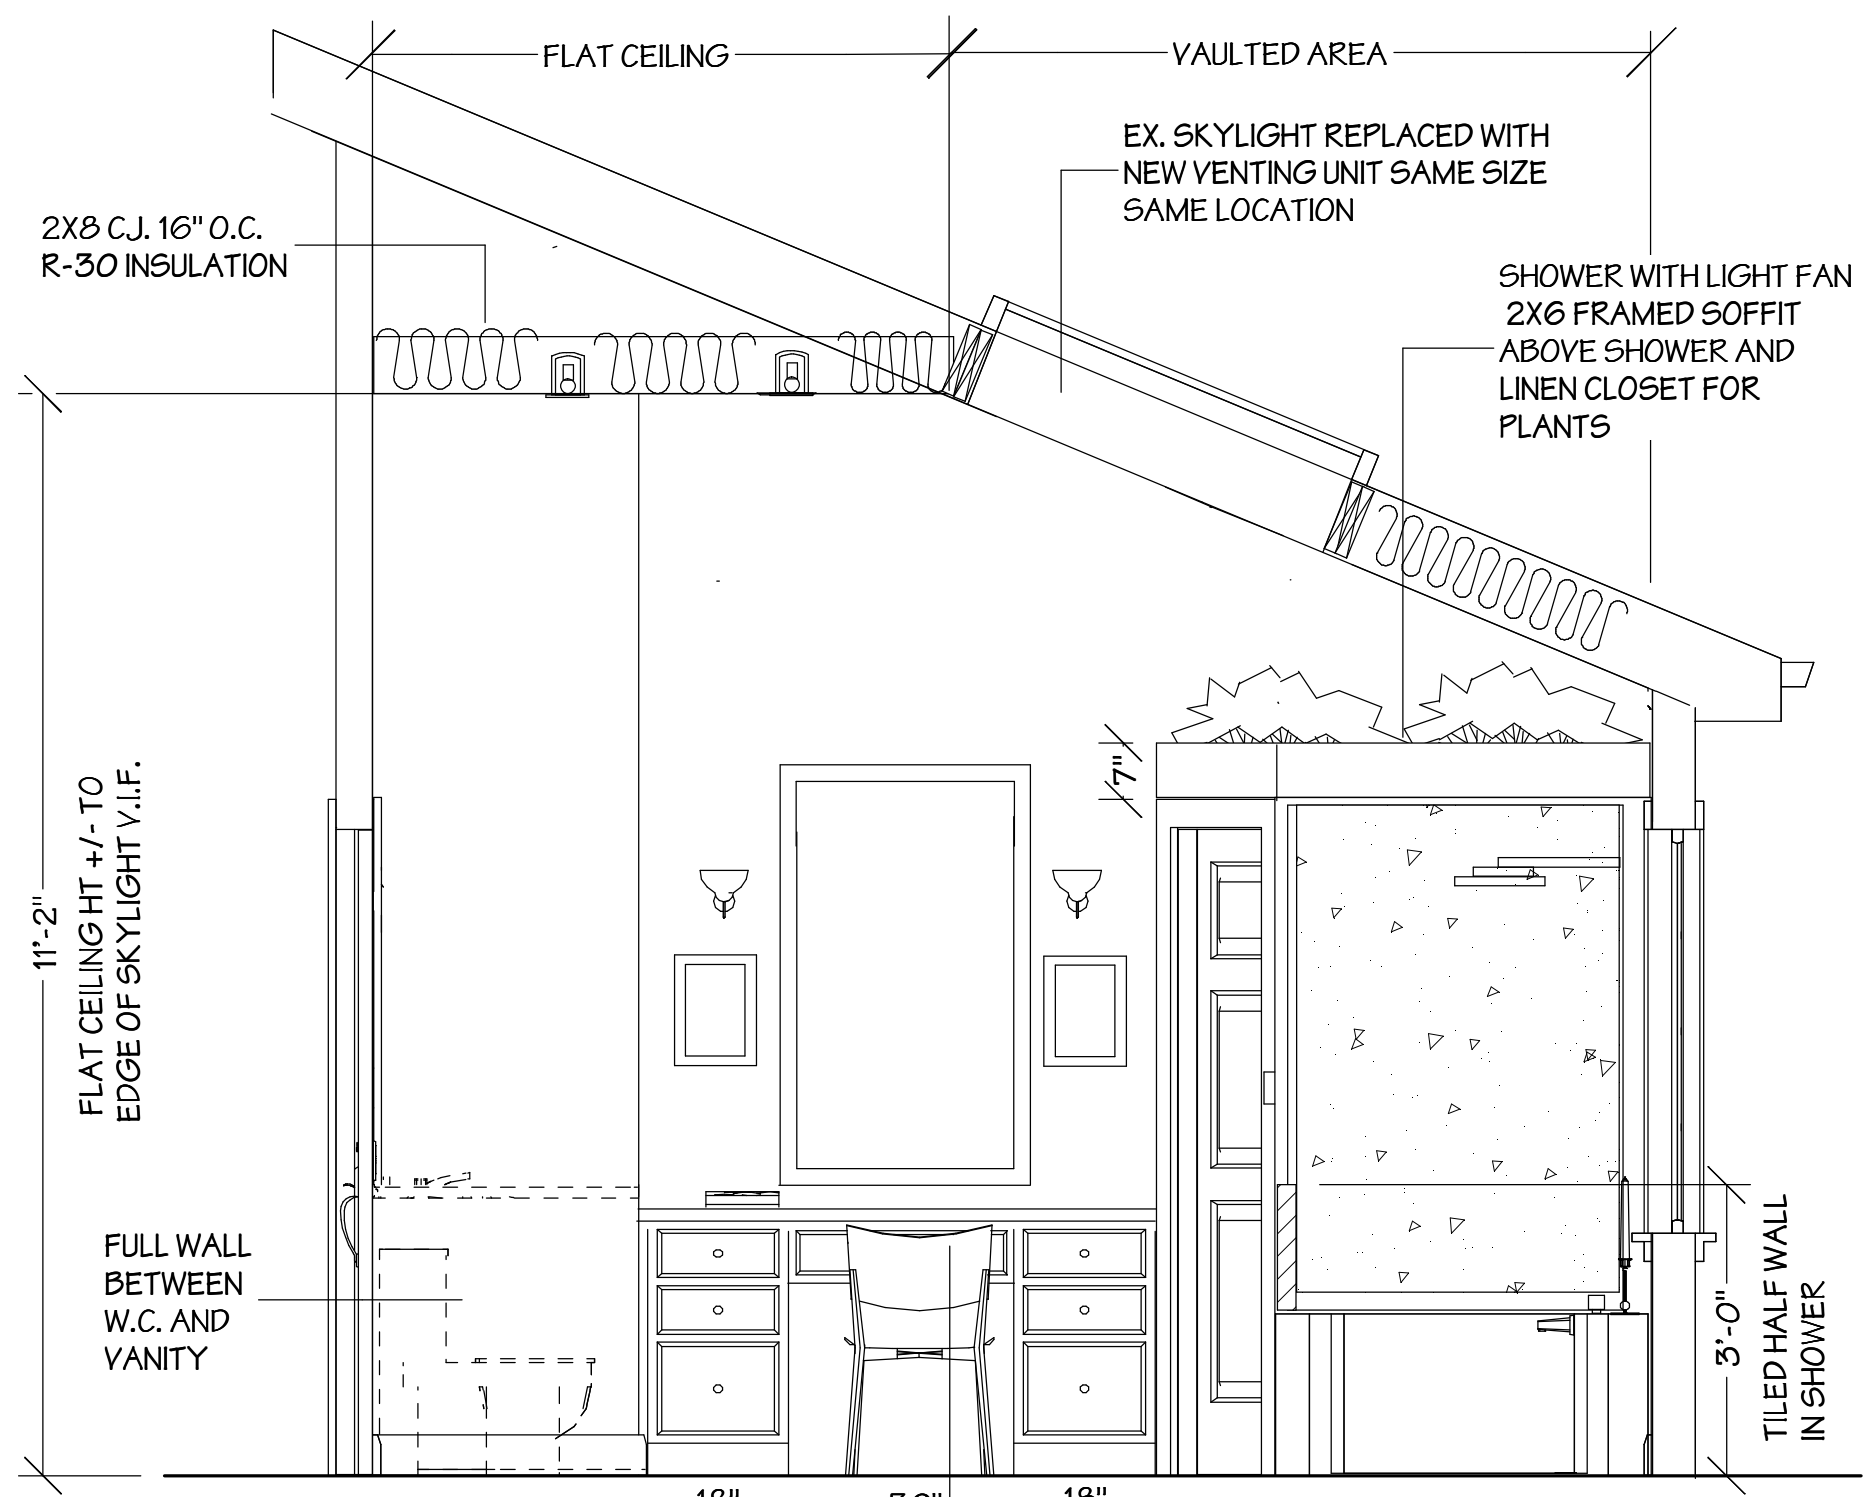 FLAT CEILING
VAULTED AREA
EX. SKYLIGHT REPLACED WITH
NEW VENTING UNIT SAME SIZE
SAME LOCATION
2X8 C.J. 16" O.C.
R-30 INSULATION
SHOWER WITH LIGHT FAN
2X6 FRAMED SOFFIT
ABOVE SHOWER AND
LINEN CLOSET FOR
PLANTS
7"
11'-2"
FLAT CEILING HT +/- TO
EDGE OF SKYLIGHT V.I.F.
FULL WALL
BETWEEN
W.C. AND
VANITY
3'-0"
TILED HALF WALL
IN SHOWER
18"
18"